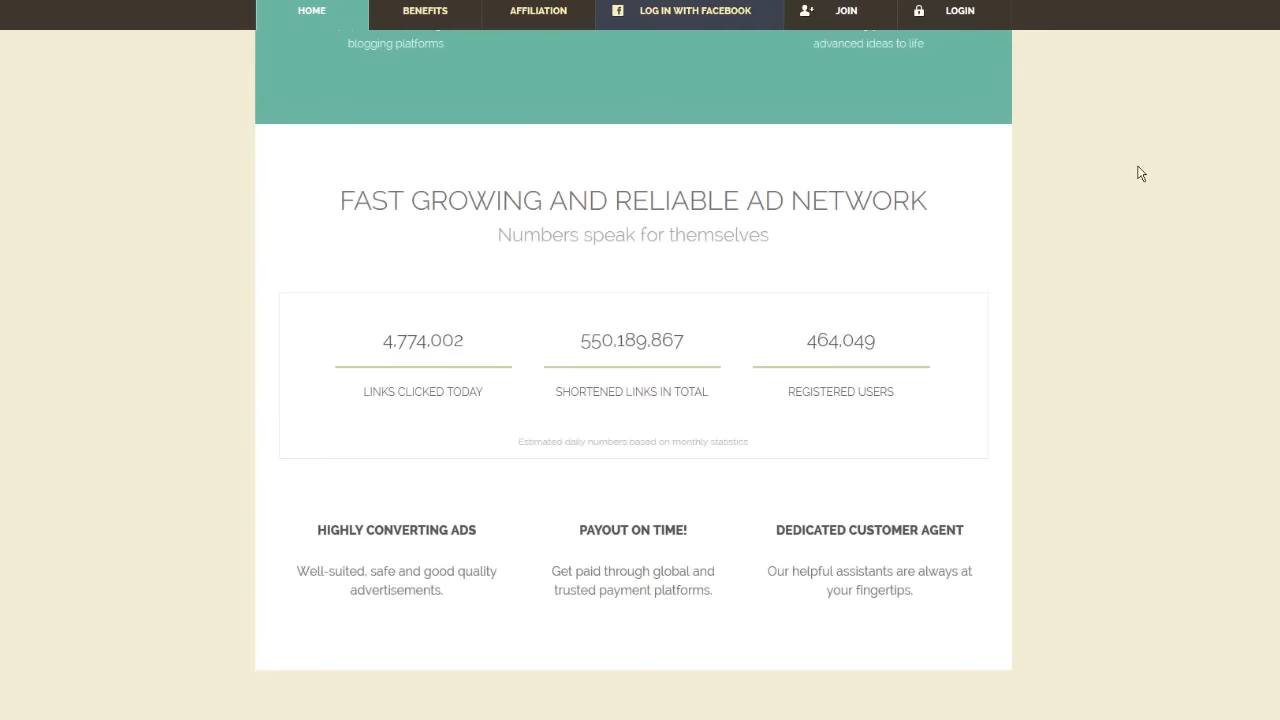 HOME BENEFITS AFFILIATION LOG IN WITH FACEBOOK JOIN LOGIN
blogging platforms advanced ideas to life
FAST GROWING AND RELIABLE AD NETWORK
Numbers speak for themselves
4,774,002 550,189,867 464,049
LINKS CLICKED TODAY SHORTENED LINKS IN TOTAL REGISTERED USERS
Estimated daily numbers based on monthly statistics
HIGHLY CONVERTING ADS PAYOUT ON TIME! DEDICATED CUSTOMER AGENT
Well-suited, safe and good quality Get paid through global and Our helpful assistants are always at
advertisements. trusted payment platforms. your fingertips.